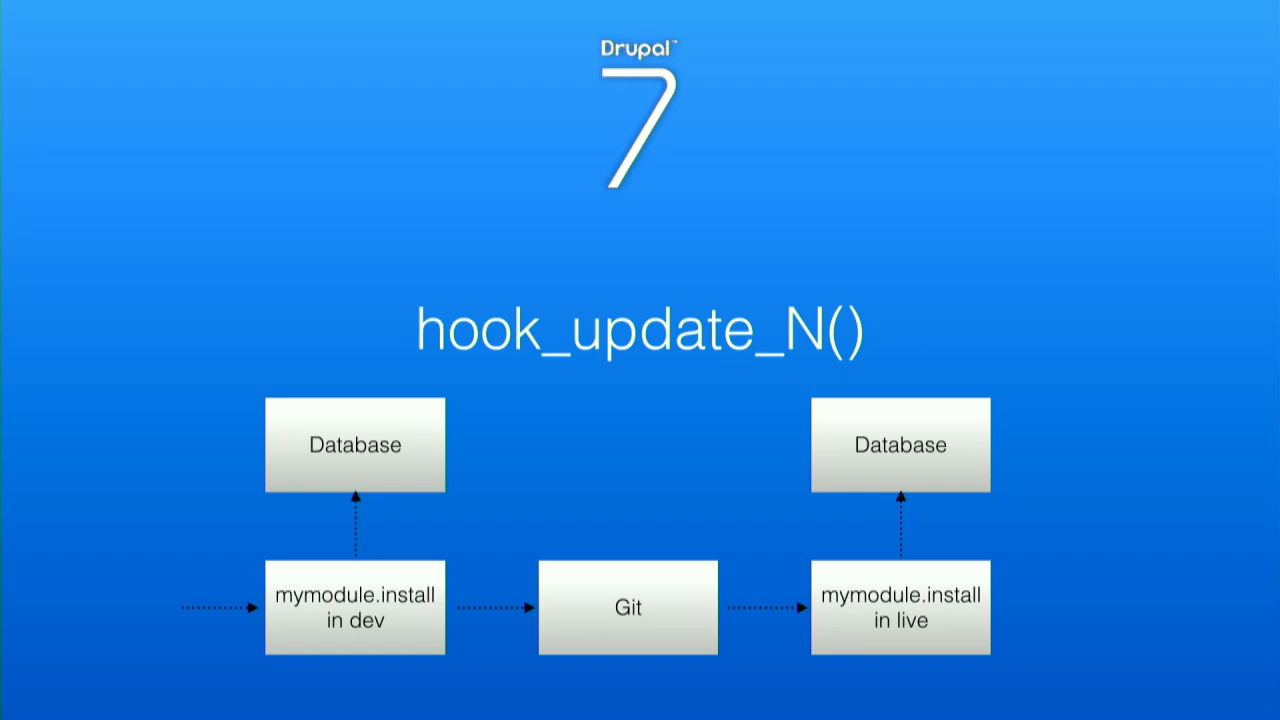 Drupal™
7
hook_update_N()
Database
Database
mymodule.install
in dev
Git
mymodule.install
in live